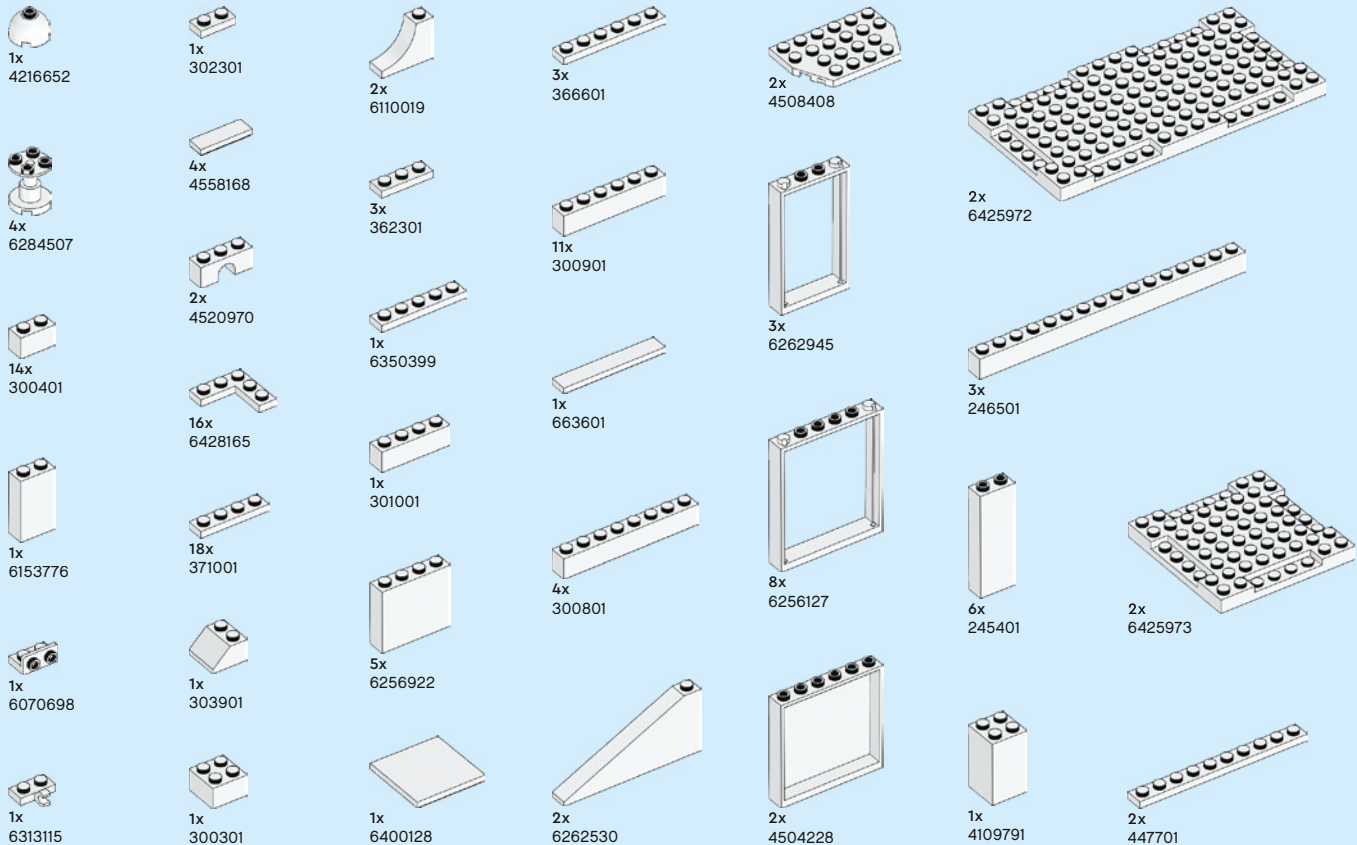 1x
4216652
4x
6284507
14x
300401
1x
6153776
1x
6070698
1x
6313115
1x
302301
4x
4558168
2x
4520970
16x
6428165
18x
371001
1x
303901
1x
300301
2x
6110019
3x
362301
1x
6350399
1x
301001
5x
6256922
1x
6400128
3x
366601
11x
300901
1x
663601
4x
300801
2x
6262530
2x
4508408
3x
6262945
8x
6256127
2x
4504228
2x
6425972
3x
246501
6x
245401
1x
4109791
2x
6425973
2x
447701